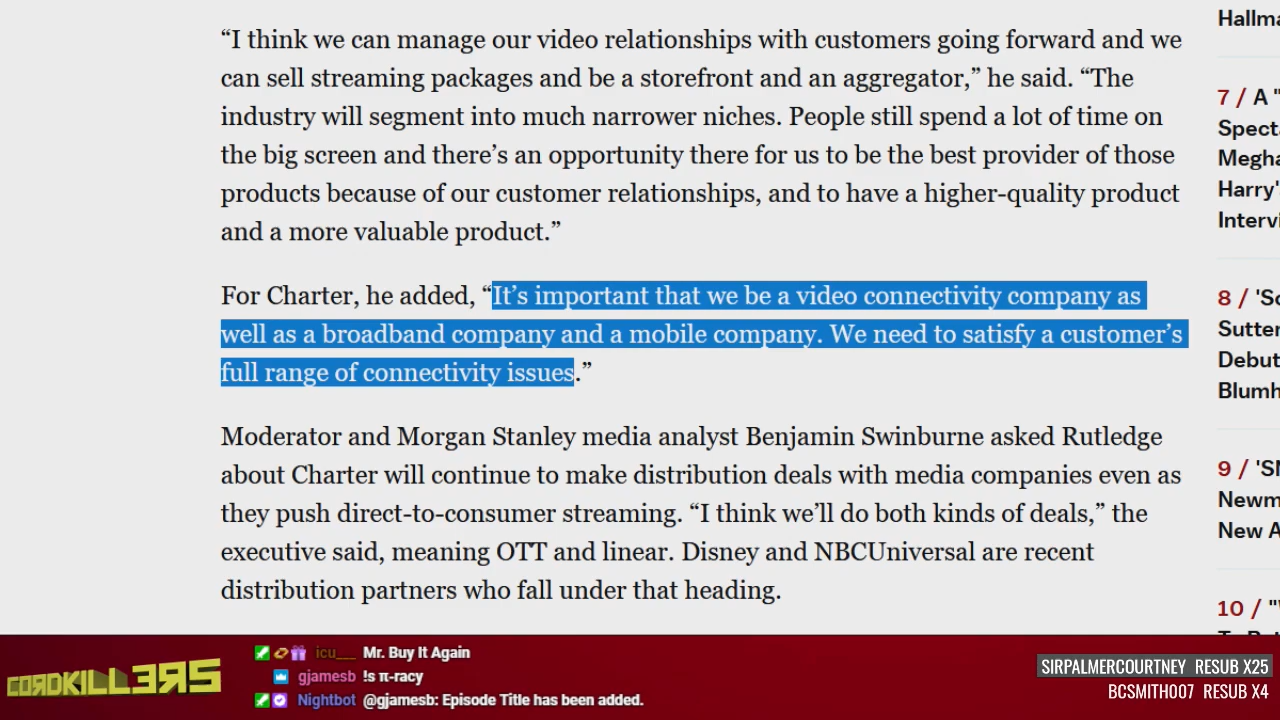 “I think we can manage our video relationships with customers going forward and we
can sell streaming packages and be a storefront and an aggregator,” he said. “The
industry will segment into much narrower niches. People still spend a lot of time on
the big screen and there’s an opportunity there for us to be the best provider of those
products because of our customer relationships, and to have a higher-quality product
and a more valuable product.”
For Charter, he added, “It’s important that we be a video connectivity company as
well as a broadband company and a mobile company. We need to satisfy a customer’s
full range of connectivity issues.”
Moderator and Morgan Stanley media analyst Benjamin Swinburne asked Rutledge
about Charter will continue to make distribution deals with media companies even as
they push direct-to-consumer streaming. “I think we’ll do both kinds of deals,” the
executive said, meaning OTT and linear. Disney and NBCUniversal are recent
distribution partners who fall under that heading.
Hallma
7 / A "
Spect
Megha
Harry'
Intervi
8 / 'Sc
Sutter
Debut
Blumh
9 / 'SN
Newm
New A
10 / "
CORDKILLERS
icu___ Mr. Buy It Again
gjamesb !s π-racy
Nightbot @gjamesb: Episode Title has been added.
SIRPALMERCOURTNEY RESUB X25
BCSMITH007 RESUB X4